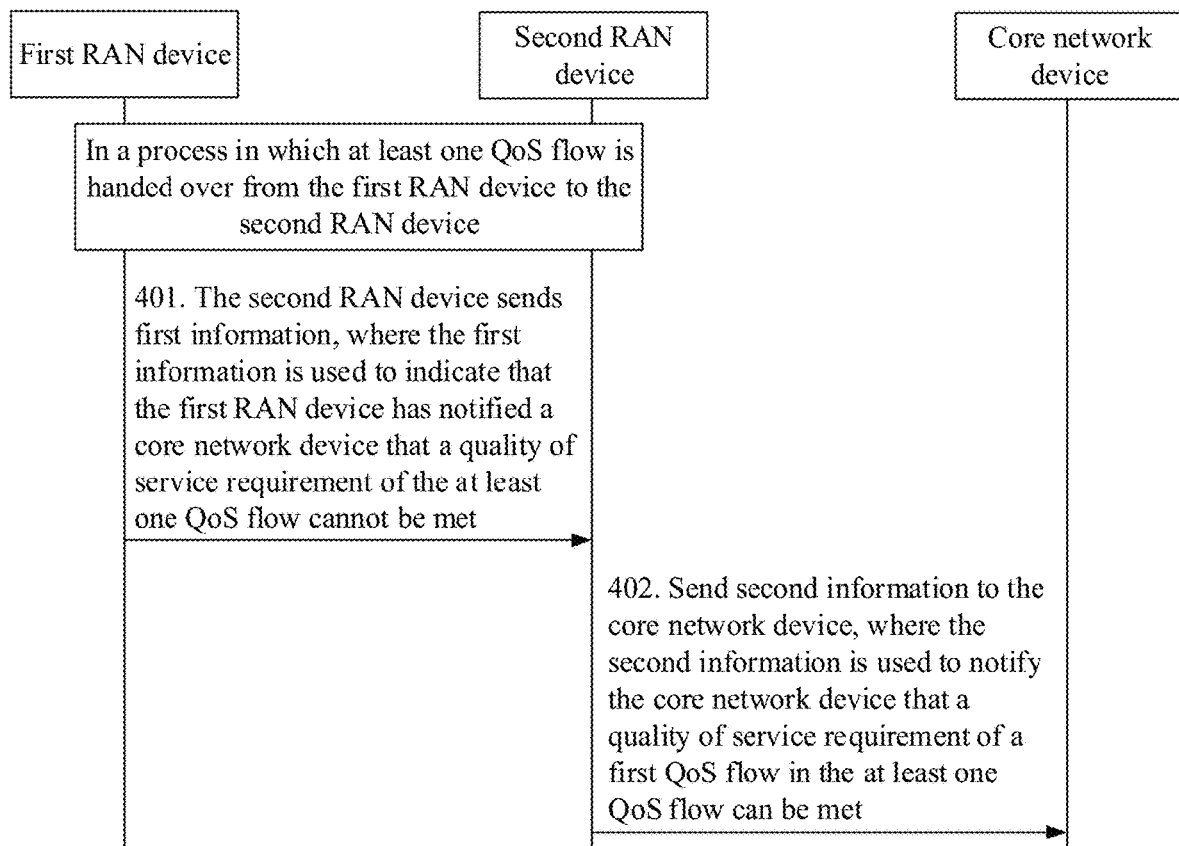 First RAN device
Second RAN
device
Core network
device
In a process in which at least one QoS flow is
handed over from the first RAN device to the
second RAN device
401. The second RAN device sends
first information, where the first
information is used to indicate that
the first RAN device has notified a
core network device that a quality of
service requirement of the at least
one QoS flow cannot be met
402. Send second information to the
core network device, where the
second information is used to notify
the core network device that a
quality of service requirement of a
first QoS flow in the at least one
QoS flow can be met